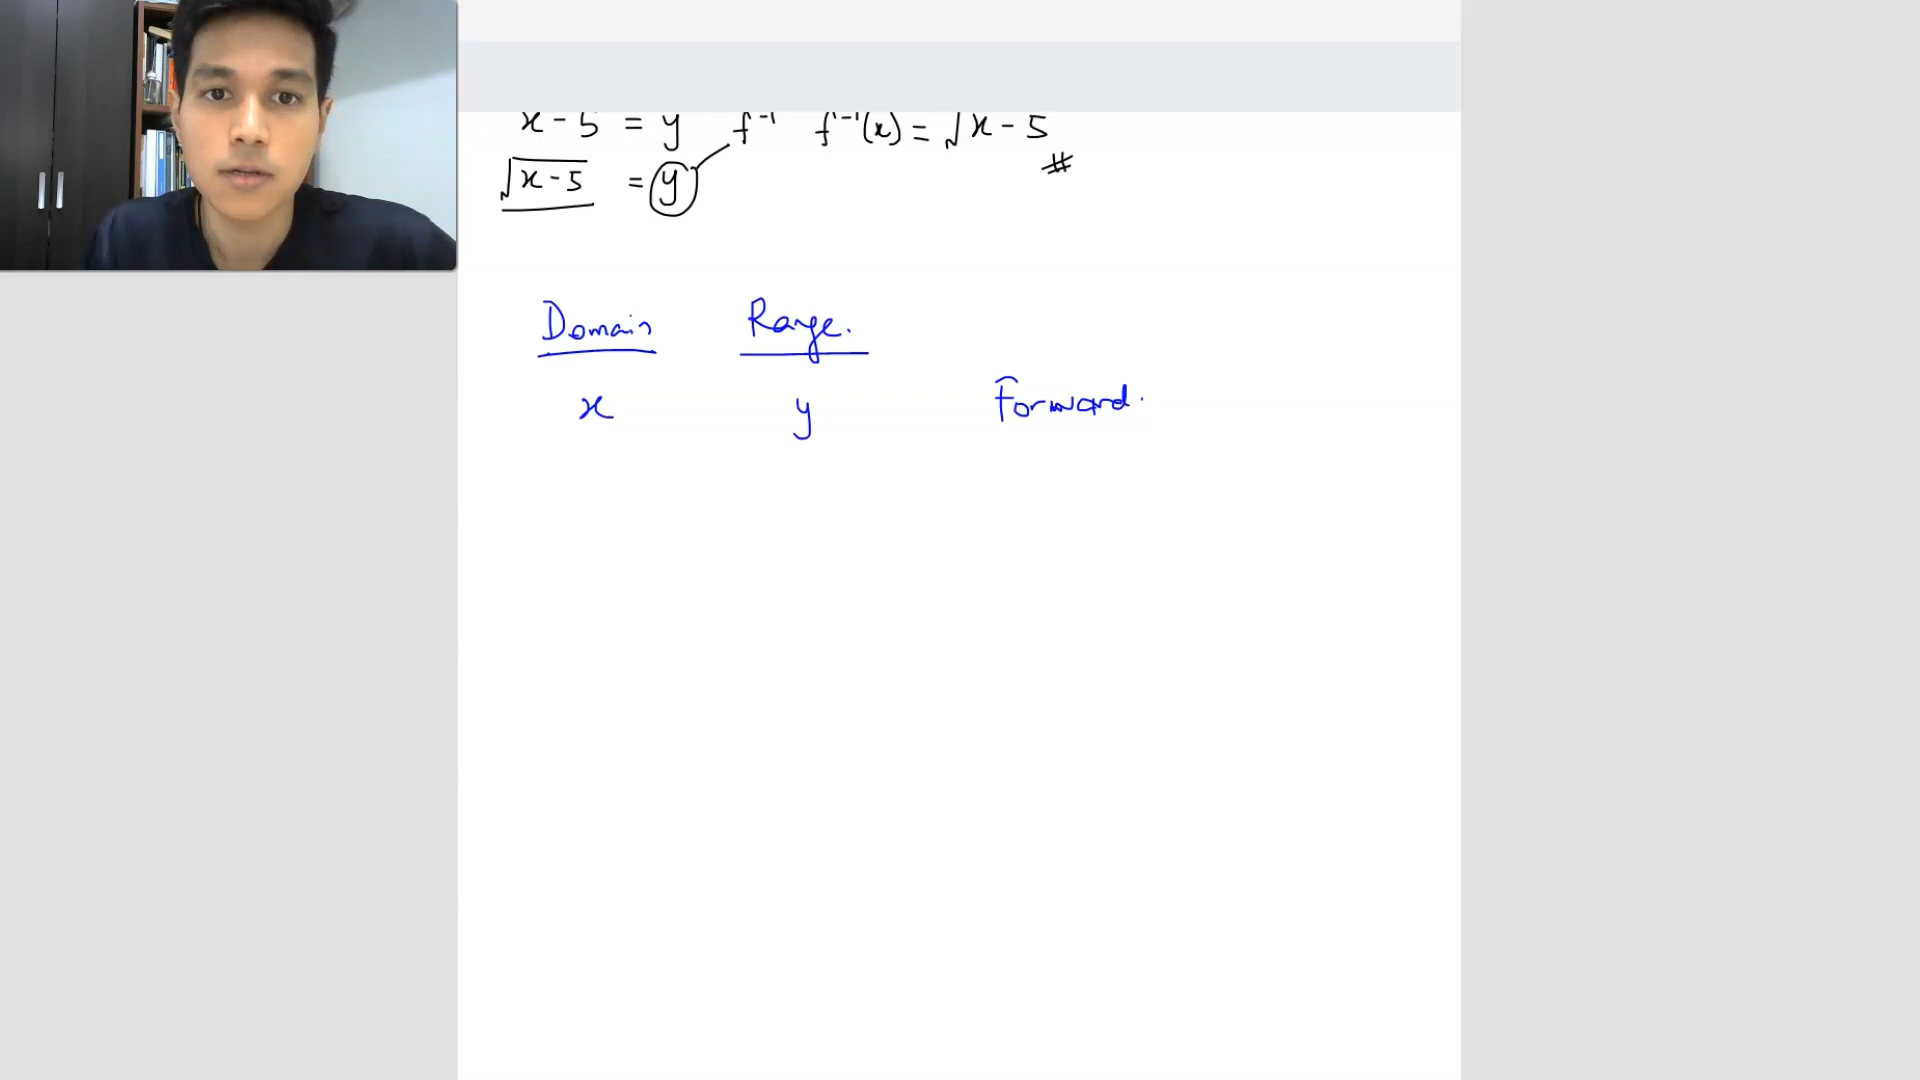 x - 5 = y f⁻¹ f⁻¹(x) = √x - 5
√x-5 = y #
Domain Range.
x y Forward.